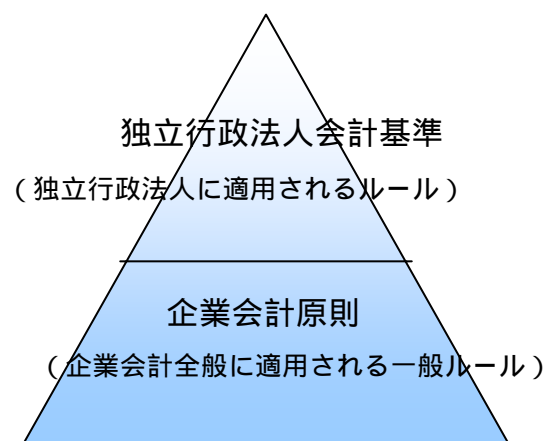 独立行政法人会計基準
（独立行政法人に適用されるルール）
企業会計原則
（企業会計全般に適用される一般ルール）